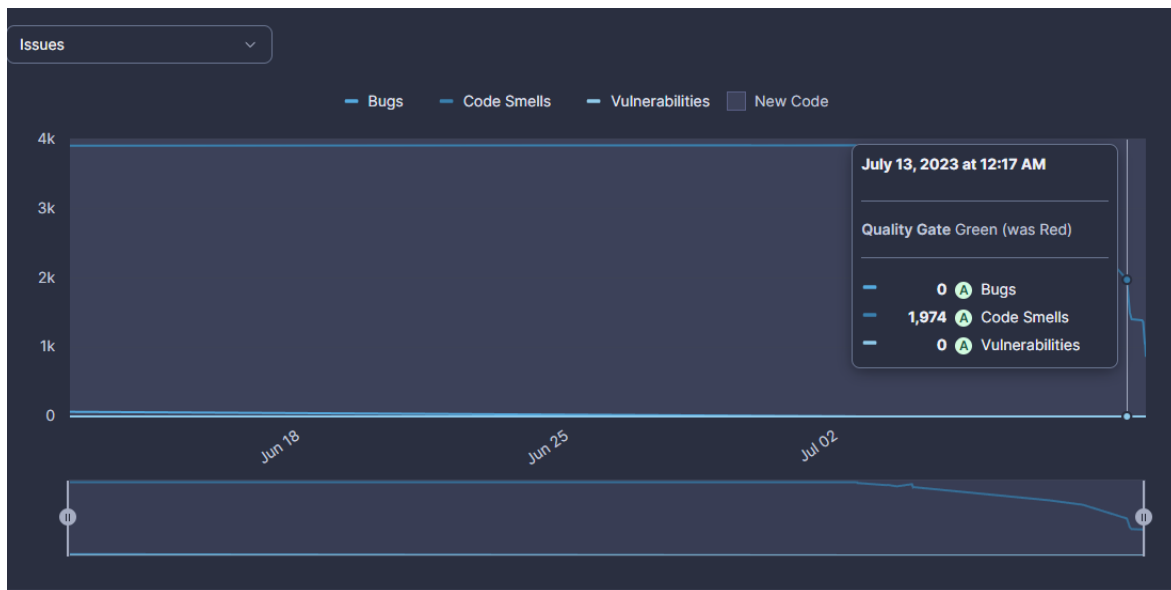 Issues
Bugs Code Smells Vulnerabilities New Code
4k
3k
2k
1k
0
July 13, 2023 at 12:17 AM
Quality Gate Green (was Red)
0 A Bugs
1,974 A Code Smells
0 A Vulnerabilities
Jun 18 Jun 25 Jul 02